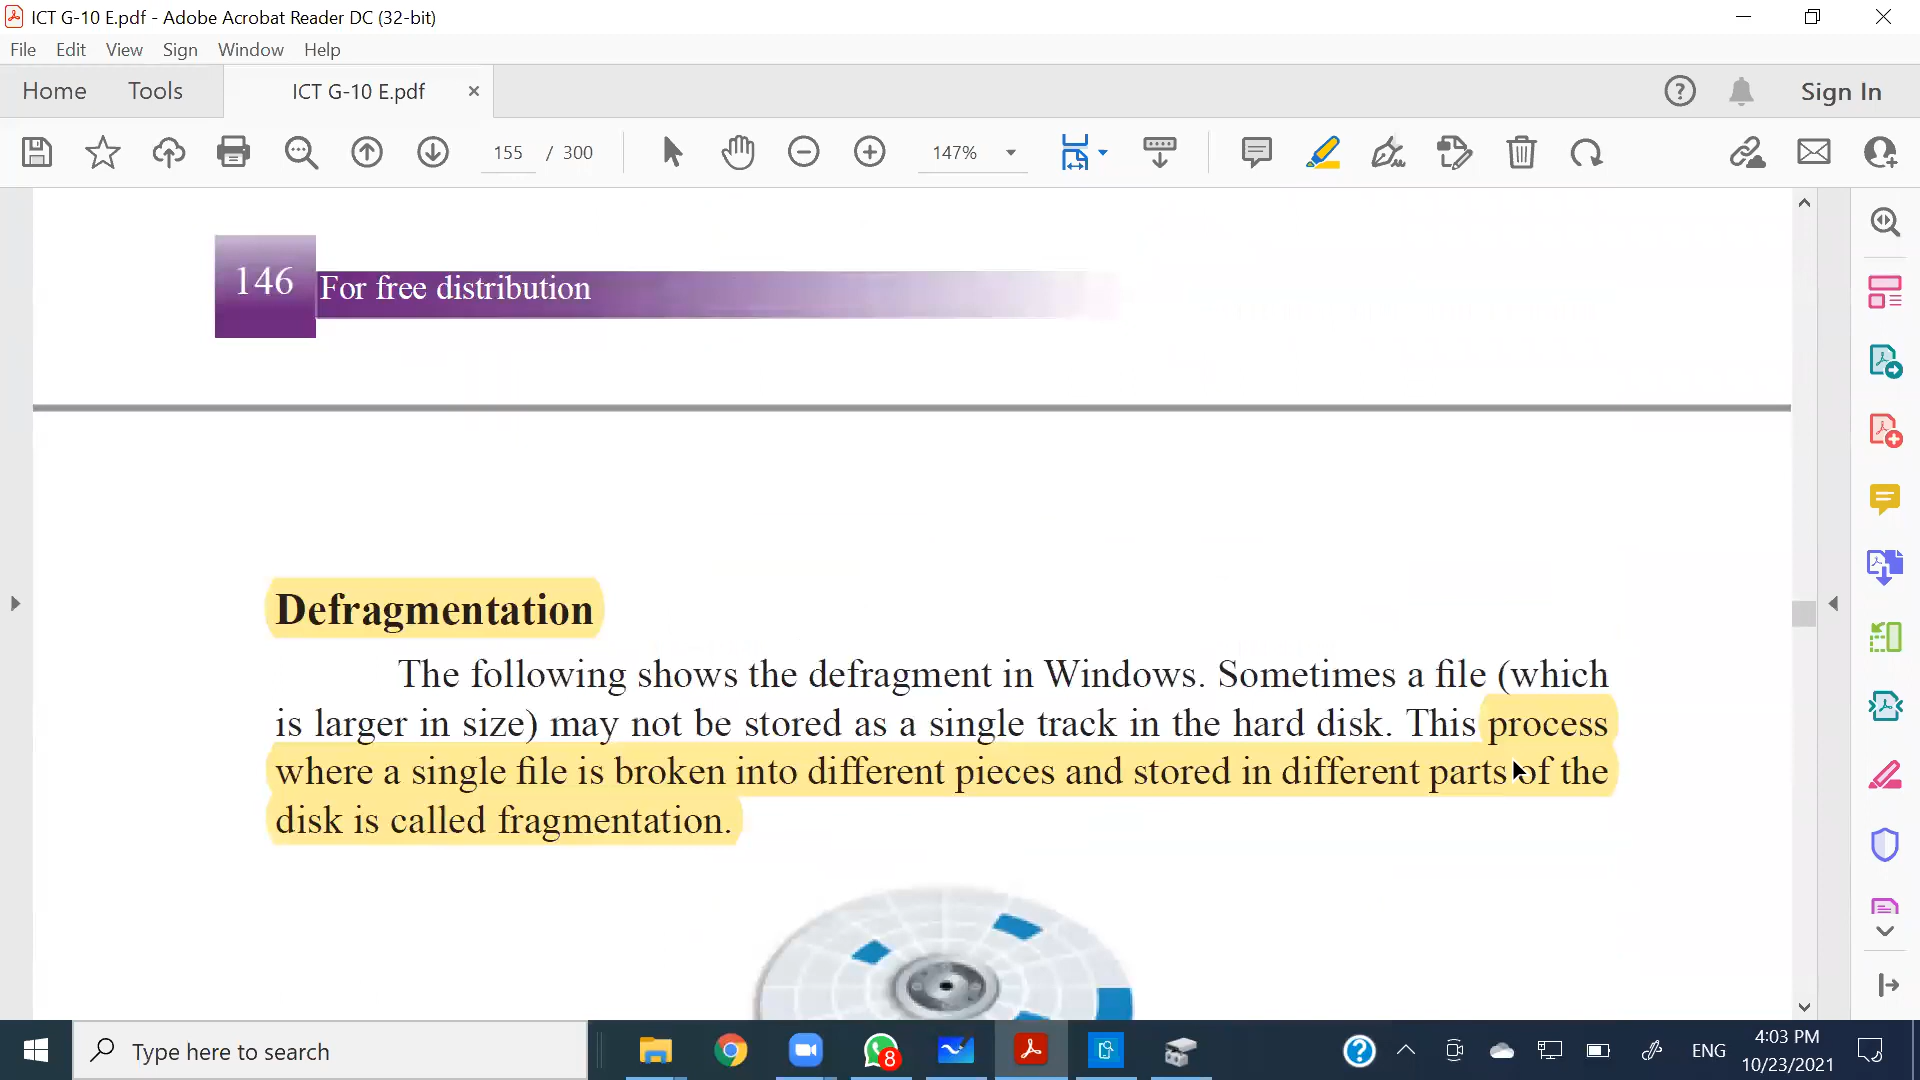 ICT G-10 E.pdf - Adobe Acrobat Reader DC (32-bit)
File Edit View Sign Window Help
Home Tools ICT G-10 E.pdf × Sign In
155 / 300 147%
146 For free distribution
Defragmentation
The following shows the defragment in Windows. Sometimes a file (which
is larger in size) may not be stored as a single track in the hard disk. This process
where a single file is broken into different pieces and stored in different parts of the
disk is called fragmentation.
Type here to search
8
ENG
4:03 PM
10/23/2021